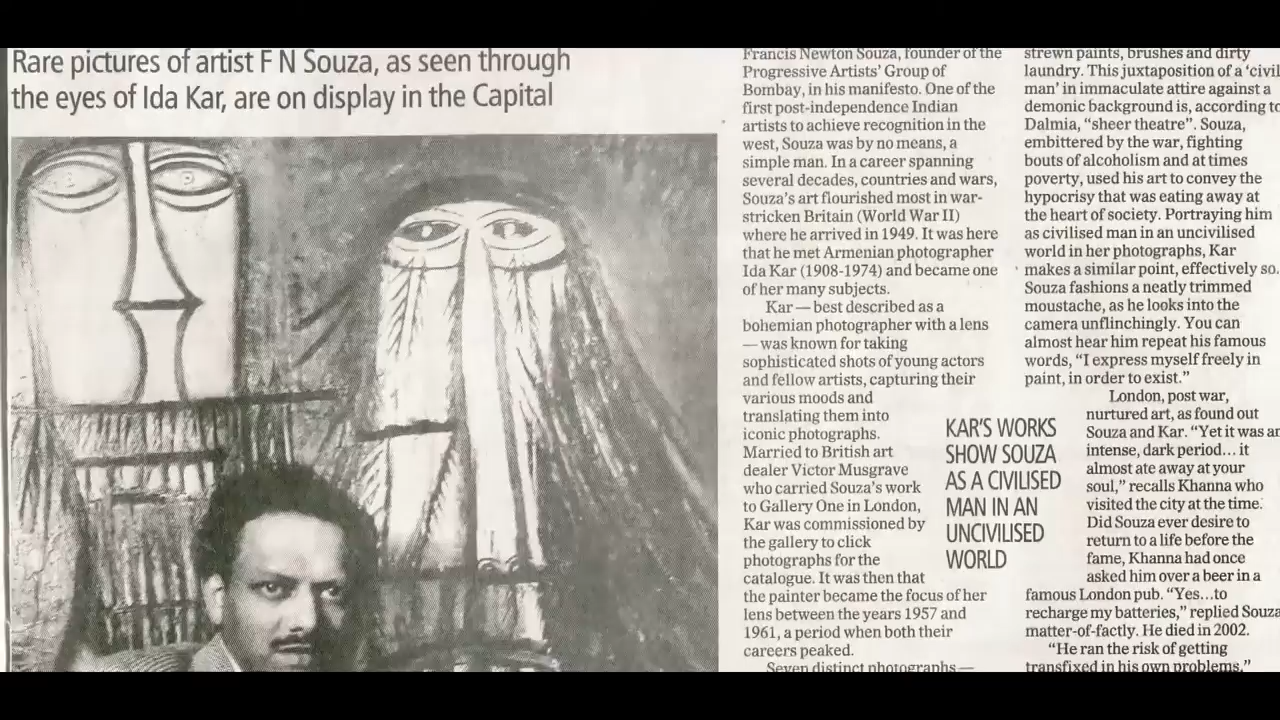 Rare pictures of artist F N Souza, as seen through
the eyes of Ida Kar, are on display in the Capital
Francis Newton Souza, founder of the
Progressive Artists' Group of
Bombay, in his manifesto. One of the
first post-independence Indian
artists to achieve recognition in the
west, Souza was by no means, a
simple man. In a career spanning
several decades, countries and wars,
Souza's art flourished most in war-
stricken Britain (World War II)
where he arrived in 1949. It was here
that he met Armenian photographer
Ida Kar (1908-1974) and became one
of her many subjects.
Kar — best described as a
bohemian photographer with a lens
— was known for taking
sophisticated shots of young actors
and fellow artists, capturing their
various moods and
translating them into
iconic photographs.
Married to British art
dealer Victor Musgrave
who carried Souza's work
to Gallery One in London,
Kar was commissioned by
the gallery to click
photographs for the
catalogue. It was then that
the painter became the focus of her
lens between the years 1957 and
1961, a period when both their
careers peaked.
Seven distinct photographs —
KAR'S WORKS
SHOW SOUZA
AS A CIVILISED
MAN IN AN
UNCIVILISED
WORLD
strewn paints, brushes and dirty
laundry. This juxtaposition of a 'civil
man' in immaculate attire against a
demonic background is, according to
Dalmia, "sheer theatre". Souza,
embittered by the war, fighting
bouts of alcoholism and at times
poverty, used his art to convey the
hypocrisy that was eating away at
the heart of society. Portraying him
as civilised man in an uncivilised
world in her photographs, Kar
makes a similar point, effectively so.
Souza fashions a neatly trimmed
moustache, as he looks into the
camera unflinchingly. You can
almost hear him repeat his famous
words, "I express myself freely in
paint, in order to exist."
London, post war,
nurtured art, as found out
Souza and Kar. "Yet it was an
intense, dark period... it
almost ate away at your
soul," recalls Khanna who
visited the city at the time.
Did Souza ever desire to
return to a life before the
fame, Khanna had once
asked him over a beer in a
famous London pub. "Yes...to
recharge my batteries," replied Souza
matter-of-factly. He died in 2002.
"He ran the risk of getting
transfixed in his own problems,"